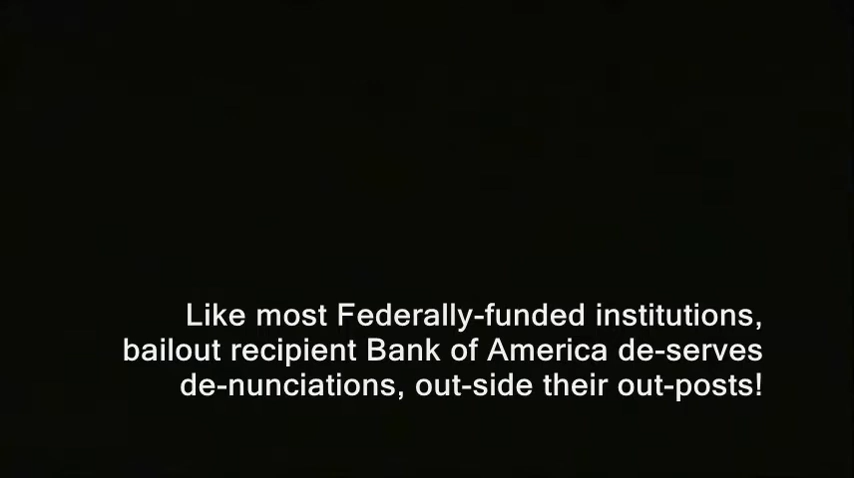 Like most Federally-funded institutions,
bailout recipient Bank of America de-serves
de-nunciations, out-side their out-posts!